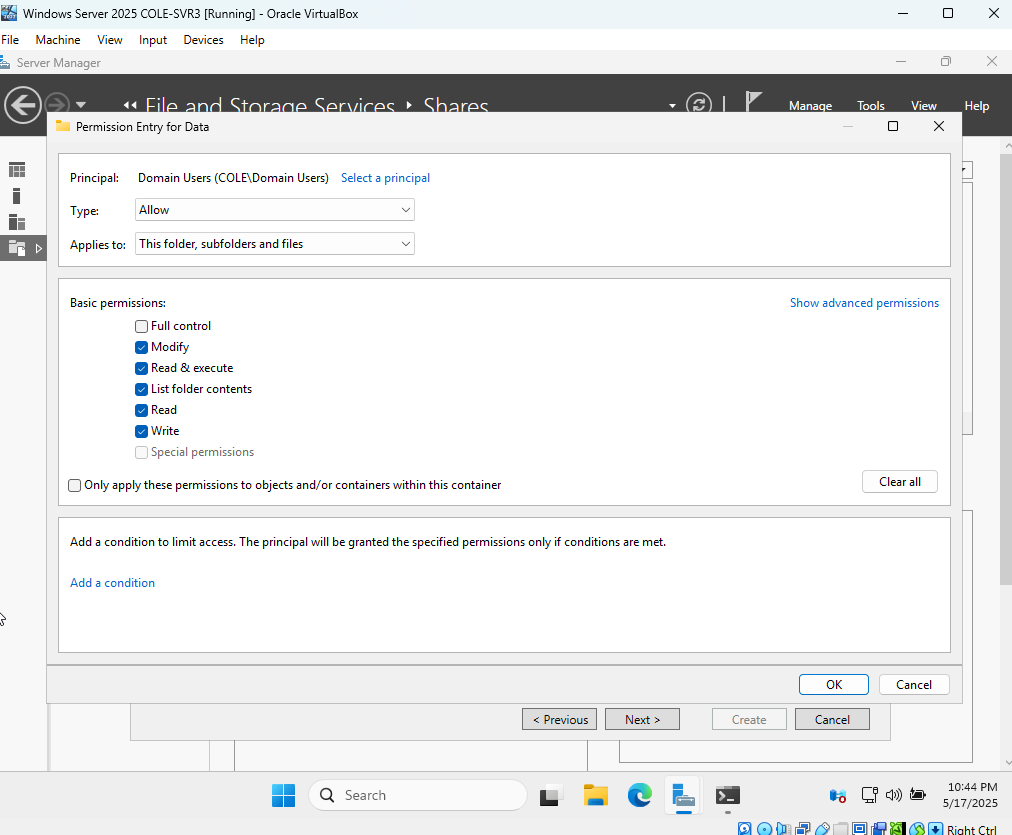 Windows Server 2025 COLE-SVR3 [Running] - Oracle VirtualBox
File Machine View Input Devices Help
Server Manager
File and Storage Services Shares
Manage Tools View Help
Permission Entry for Data
Principal: Domain Users (COLE\Domain Users) Select a principal
Type: Allow
Applies to: This folder, subfolders and files
Basic permissions: Show advanced permissions
Full control
Modify
Read & execute
List folder contents
Read
Write
Special permissions
Only apply these permissions to objects and/or containers within this container
Clear all
Add a condition to limit access. The principal will be granted the specified permissions only if conditions are met.
Add a condition
OK Cancel
< Previous Next > Create Cancel
Search
10:44 PM
5/17/2025
Right Ctrl